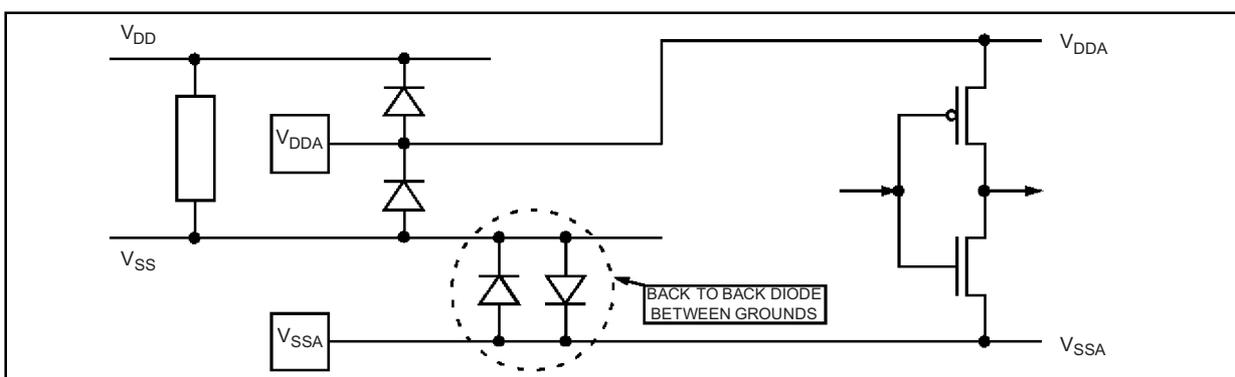 VDD
VDDA
VDDA
VSS
BACK TO BACK DIODE
BETWEEN GROUNDS
VSSA
VSSA